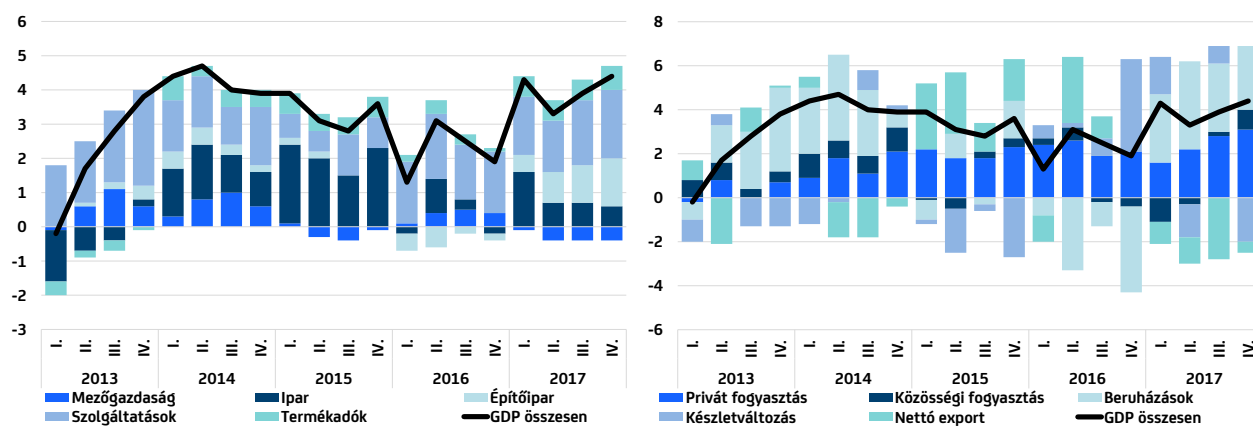 6
5
4
3
2
1
0
-1
-2
-3
I. II. III. IV. I. II. III. IV. I. II. III. IV. I. II. III. IV. I. II. III. IV.
2013 2014 2015 2016 2017
Mezőgazdaság Ipar Építőipar
Szolgáltatások Termékadók GDP összesen
8
6
4
2
0
-2
-4
-6
I. II. III. IV. I. II. III. IV. I. II. III. IV. I. II. III. IV. I. II. III. IV.
2013 2014 2015 2016 2017
Privát fogyasztás Közösségi fogyasztás Beruházások
Készletváltozás Nettó export GDP összesen